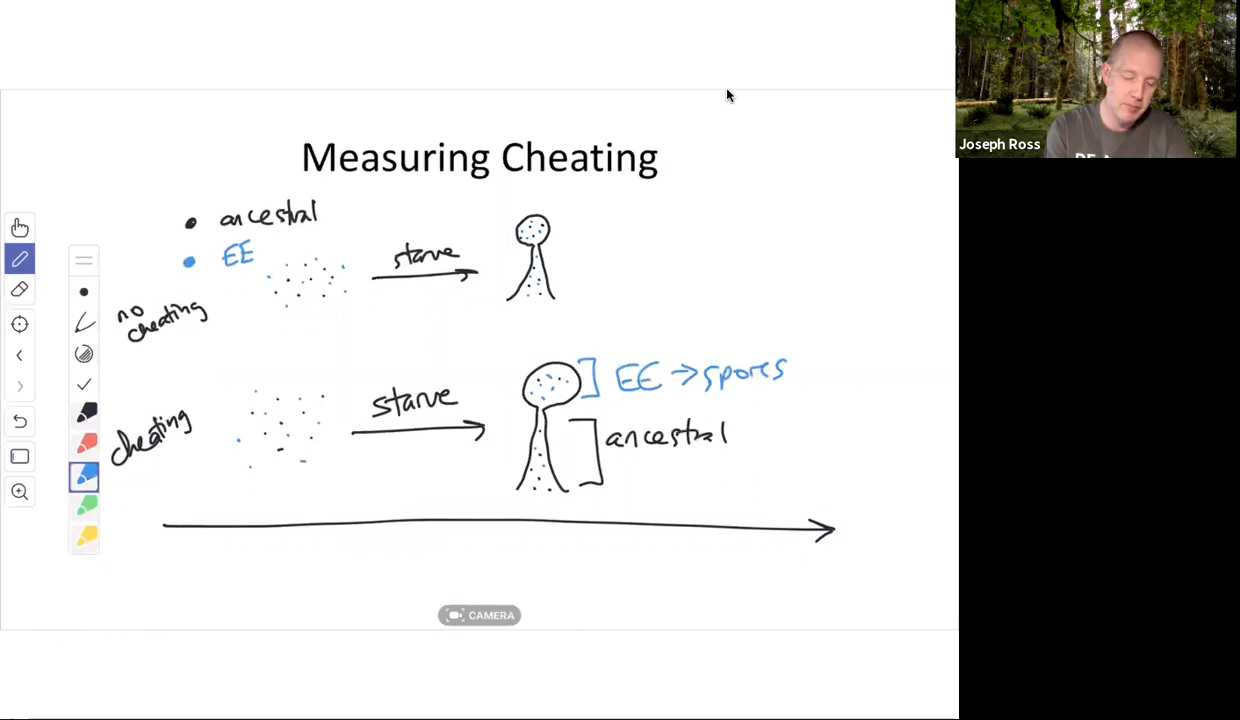 Joseph Ross
Measuring Cheating
ancestral
EE
starve
no
cheating
EE → spores
starve
ancestral
cheating
CAMERA